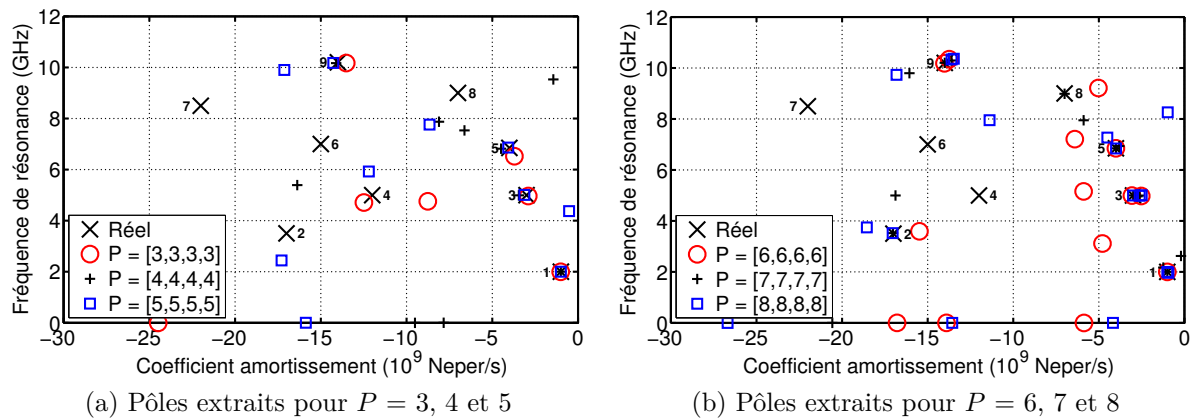 12
10
8
6
4
2
0
Fréquence de résonance (GHz)
9
8
7
6
5
4
3
2
1
Réel
P = [3,3,3,3]
P = [4,4,4,4]
P = [5,5,5,5]
−30 −25 −20 −15 −10 −5 0
Coefficient amortissement (10⁹ Neper/s)
(a) Pôles extraits pour P = 3, 4 et 5
12
10
8
6
4
2
0
Fréquence de résonance (GHz)
9
8
7
6
5
4
3
2
1
Réel
P = [6,6,6,6]
P = [7,7,7,7]
P = [8,8,8,8]
−30 −25 −20 −15 −10 −5 0
Coefficient amortissement (10⁹ Neper/s)
(b) Pôles extraits pour P = 6, 7 et 8